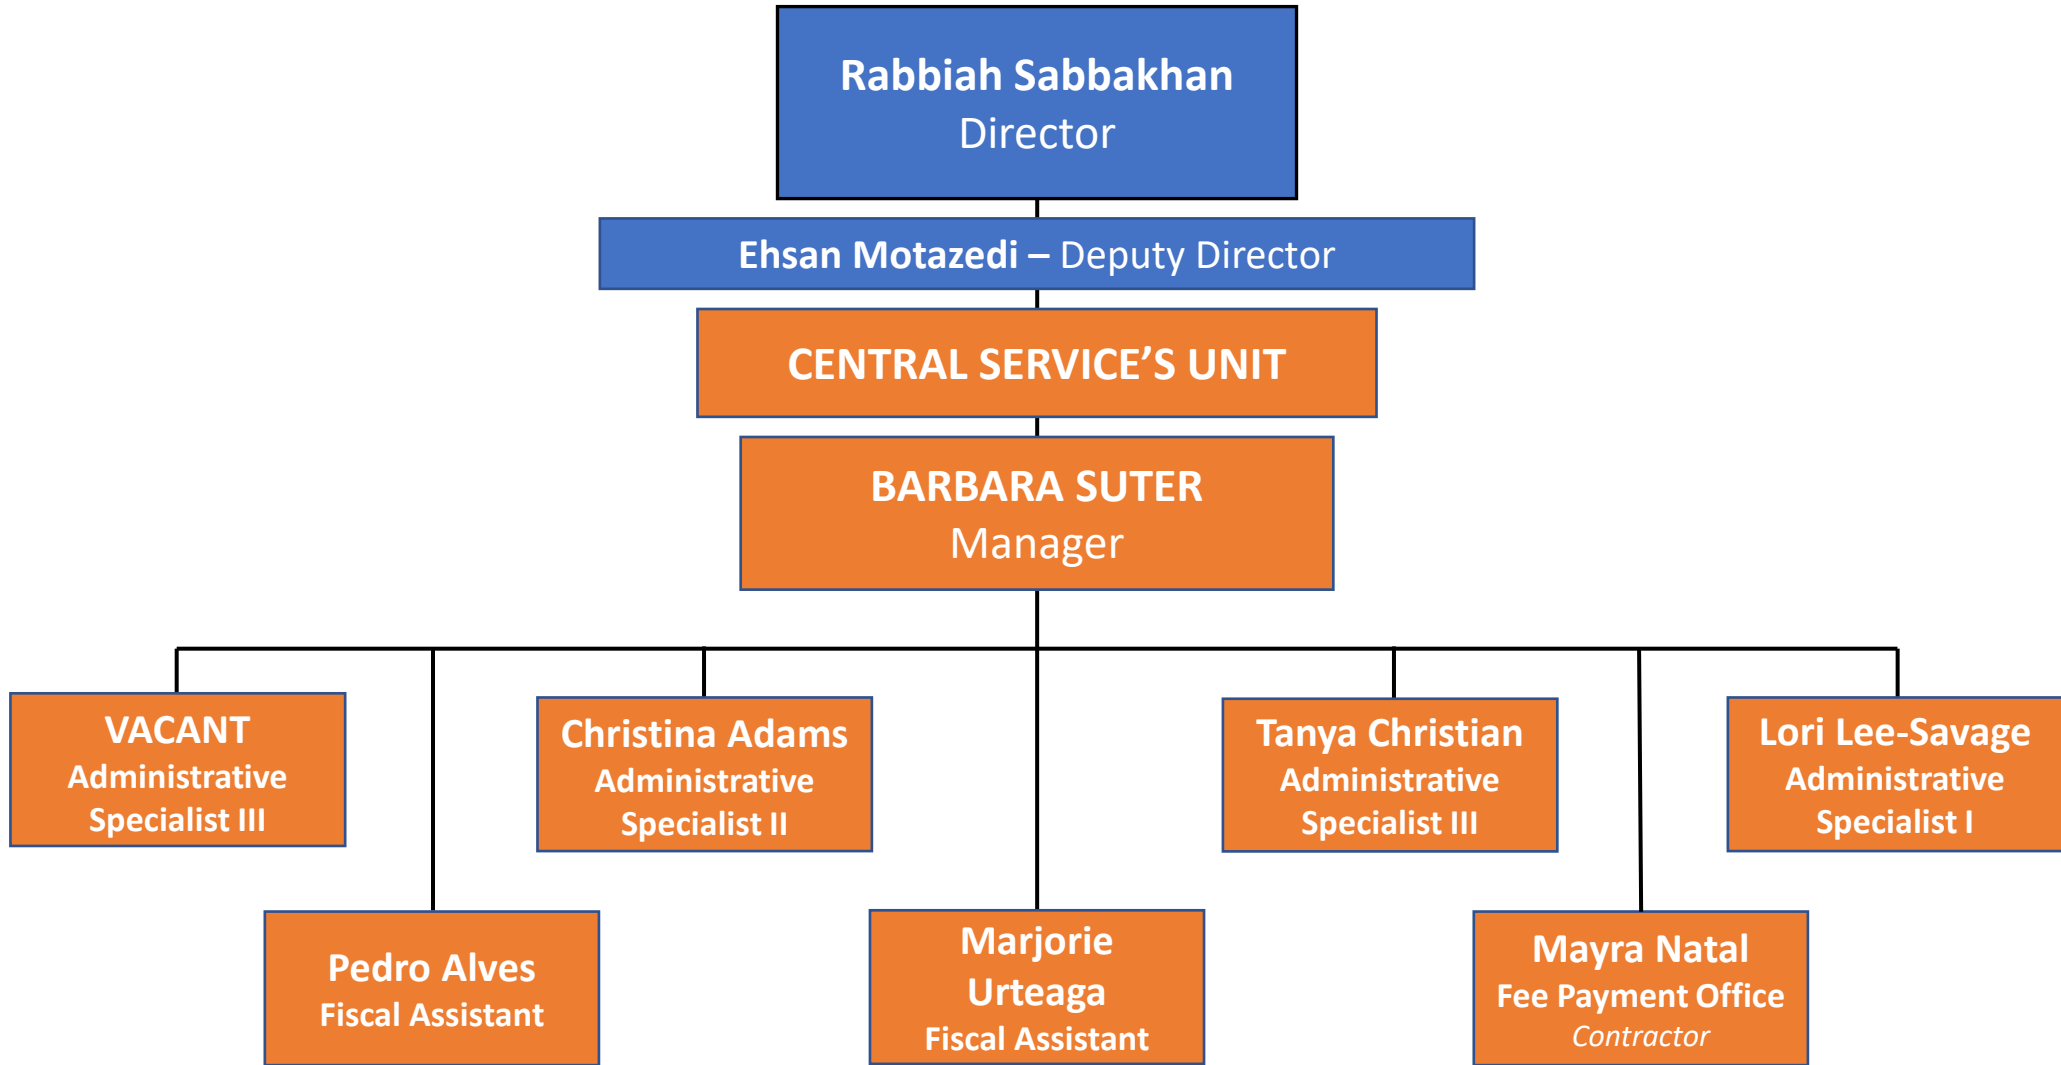 Rabbiah Sabbakhan
Director
Ehsan Motazedi – Deputy Director
CENTRAL SERVICE’S UNIT
BARBARA SUTER
Manager
VACANT
Administrative
Specialist III
Christina Adams
Administrative
Specialist II
Tanya Christian
Administrative
Specialist III
Lori Lee-Savage
Administrative
Specialist I
Pedro Alves
Fiscal Assistant
Marjorie
Urteaga
Fiscal Assistant
Mayra Natal
Fee Payment Office
Contractor